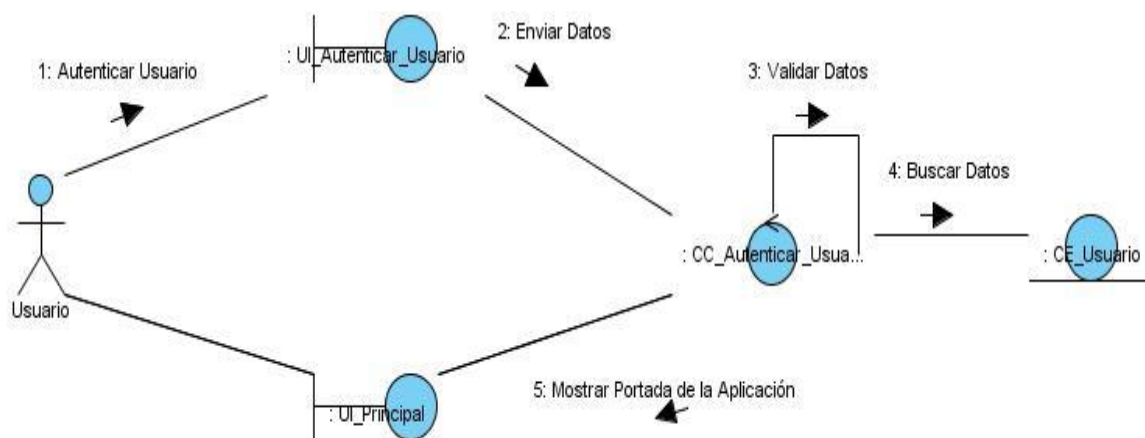 : UI_Autenticar_Usuario
2: Enviar Datos
1: Autenticar Usuario
3: Validar Datos
4: Buscar Datos
: CC_Autenticar_Usua...
: CE_Usuario
Usuario
5: Mostrar Portada de la Aplicación
: UI_Principal